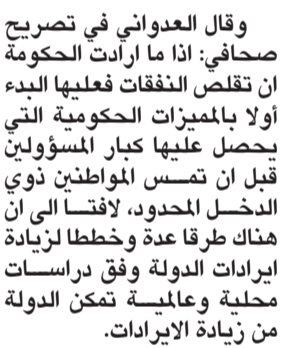 وقال العدواني في تصريح
صحافي: اذا ما ارادت الحكومة
ان تقلص النفقات فعليها البدء
أولا بالمميزات الحكومية التي
يحصل عليها كبار المسؤولين
قبل ان تمس المواطنين ذوي
الدخل المحدود، لافتا الى ان
هناك طرقا عدة وخططا لزيادة
ايرادات الدولة وفق دراسات
محلية وعالمية تمكن الدولة
من زيادة الايرادات.